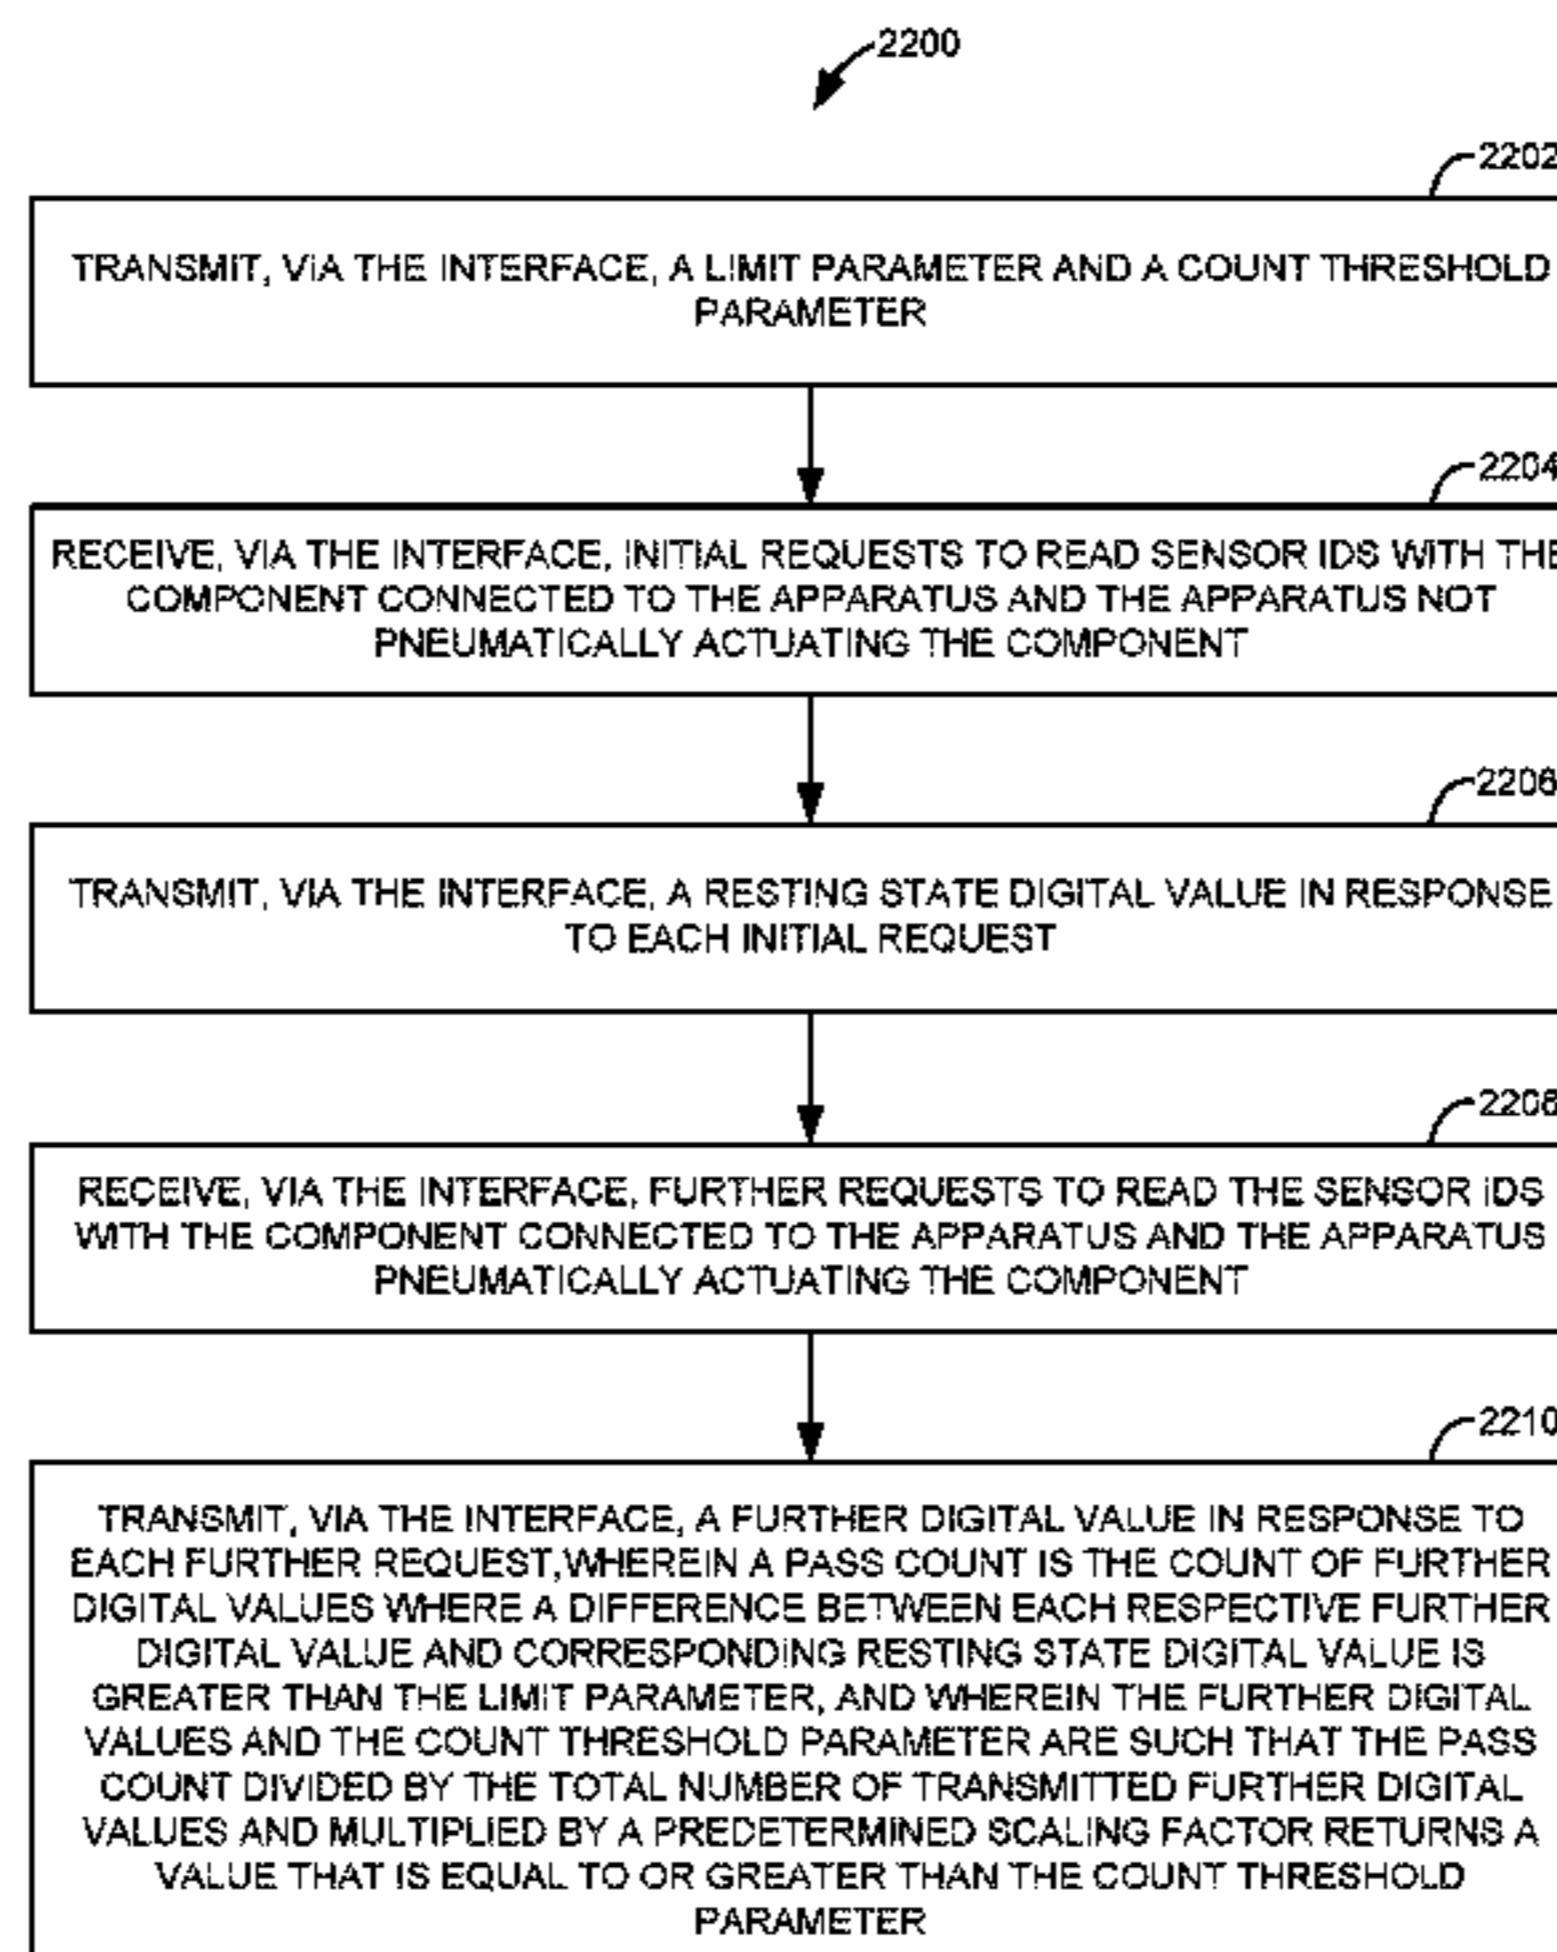 2200
2202
TRANSMIT, VIA THE INTERFACE, A LIMIT PARAMETER AND A COUNT THRESHOLD
PARAMETER
2204
RECEIVE, VIA THE INTERFACE, INITIAL REQUESTS TO READ SENSOR IDS WITH THE
COMPONENT CONNECTED TO THE APPARATUS AND THE APPARATUS NOT
PNEUMATICALLY ACTUATING THE COMPONENT
2206
TRANSMIT, VIA THE INTERFACE, A RESTING STATE DIGITAL VALUE IN RESPONSE
TO EACH INITIAL REQUEST
2208
RECEIVE, VIA THE INTERFACE, FURTHER REQUESTS TO READ THE SENSOR IDS
WITH THE COMPONENT CONNECTED TO THE APPARATUS AND THE APPARATUS
PNEUMATICALLY ACTUATING THE COMPONENT
2210
TRANSMIT, VIA THE INTERFACE, A FURTHER DIGITAL VALUE IN RESPONSE TO
EACH FURTHER REQUEST,WHEREIN A PASS COUNT IS THE COUNT OF FURTHER
DIGITAL VALUES WHERE A DIFFERENCE BETWEEN EACH RESPECTIVE FURTHER
DIGITAL VALUE AND CORRESPONDING RESTING STATE DIGITAL VALUE IS
GREATER THAN THE LIMIT PARAMETER, AND WHEREIN THE FURTHER DIGITAL
VALUES AND THE COUNT THRESHOLD PARAMETER ARE SUCH THAT THE PASS
COUNT DIVIDED BY THE TOTAL NUMBER OF TRANSMITTED FURTHER DIGITAL
VALUES AND MULTIPLIED BY A PREDETERMINED SCALING FACTOR RETURNS A
VALUE THAT IS EQUAL TO OR GREATER THAN THE COUNT THRESHOLD
PARAMETER